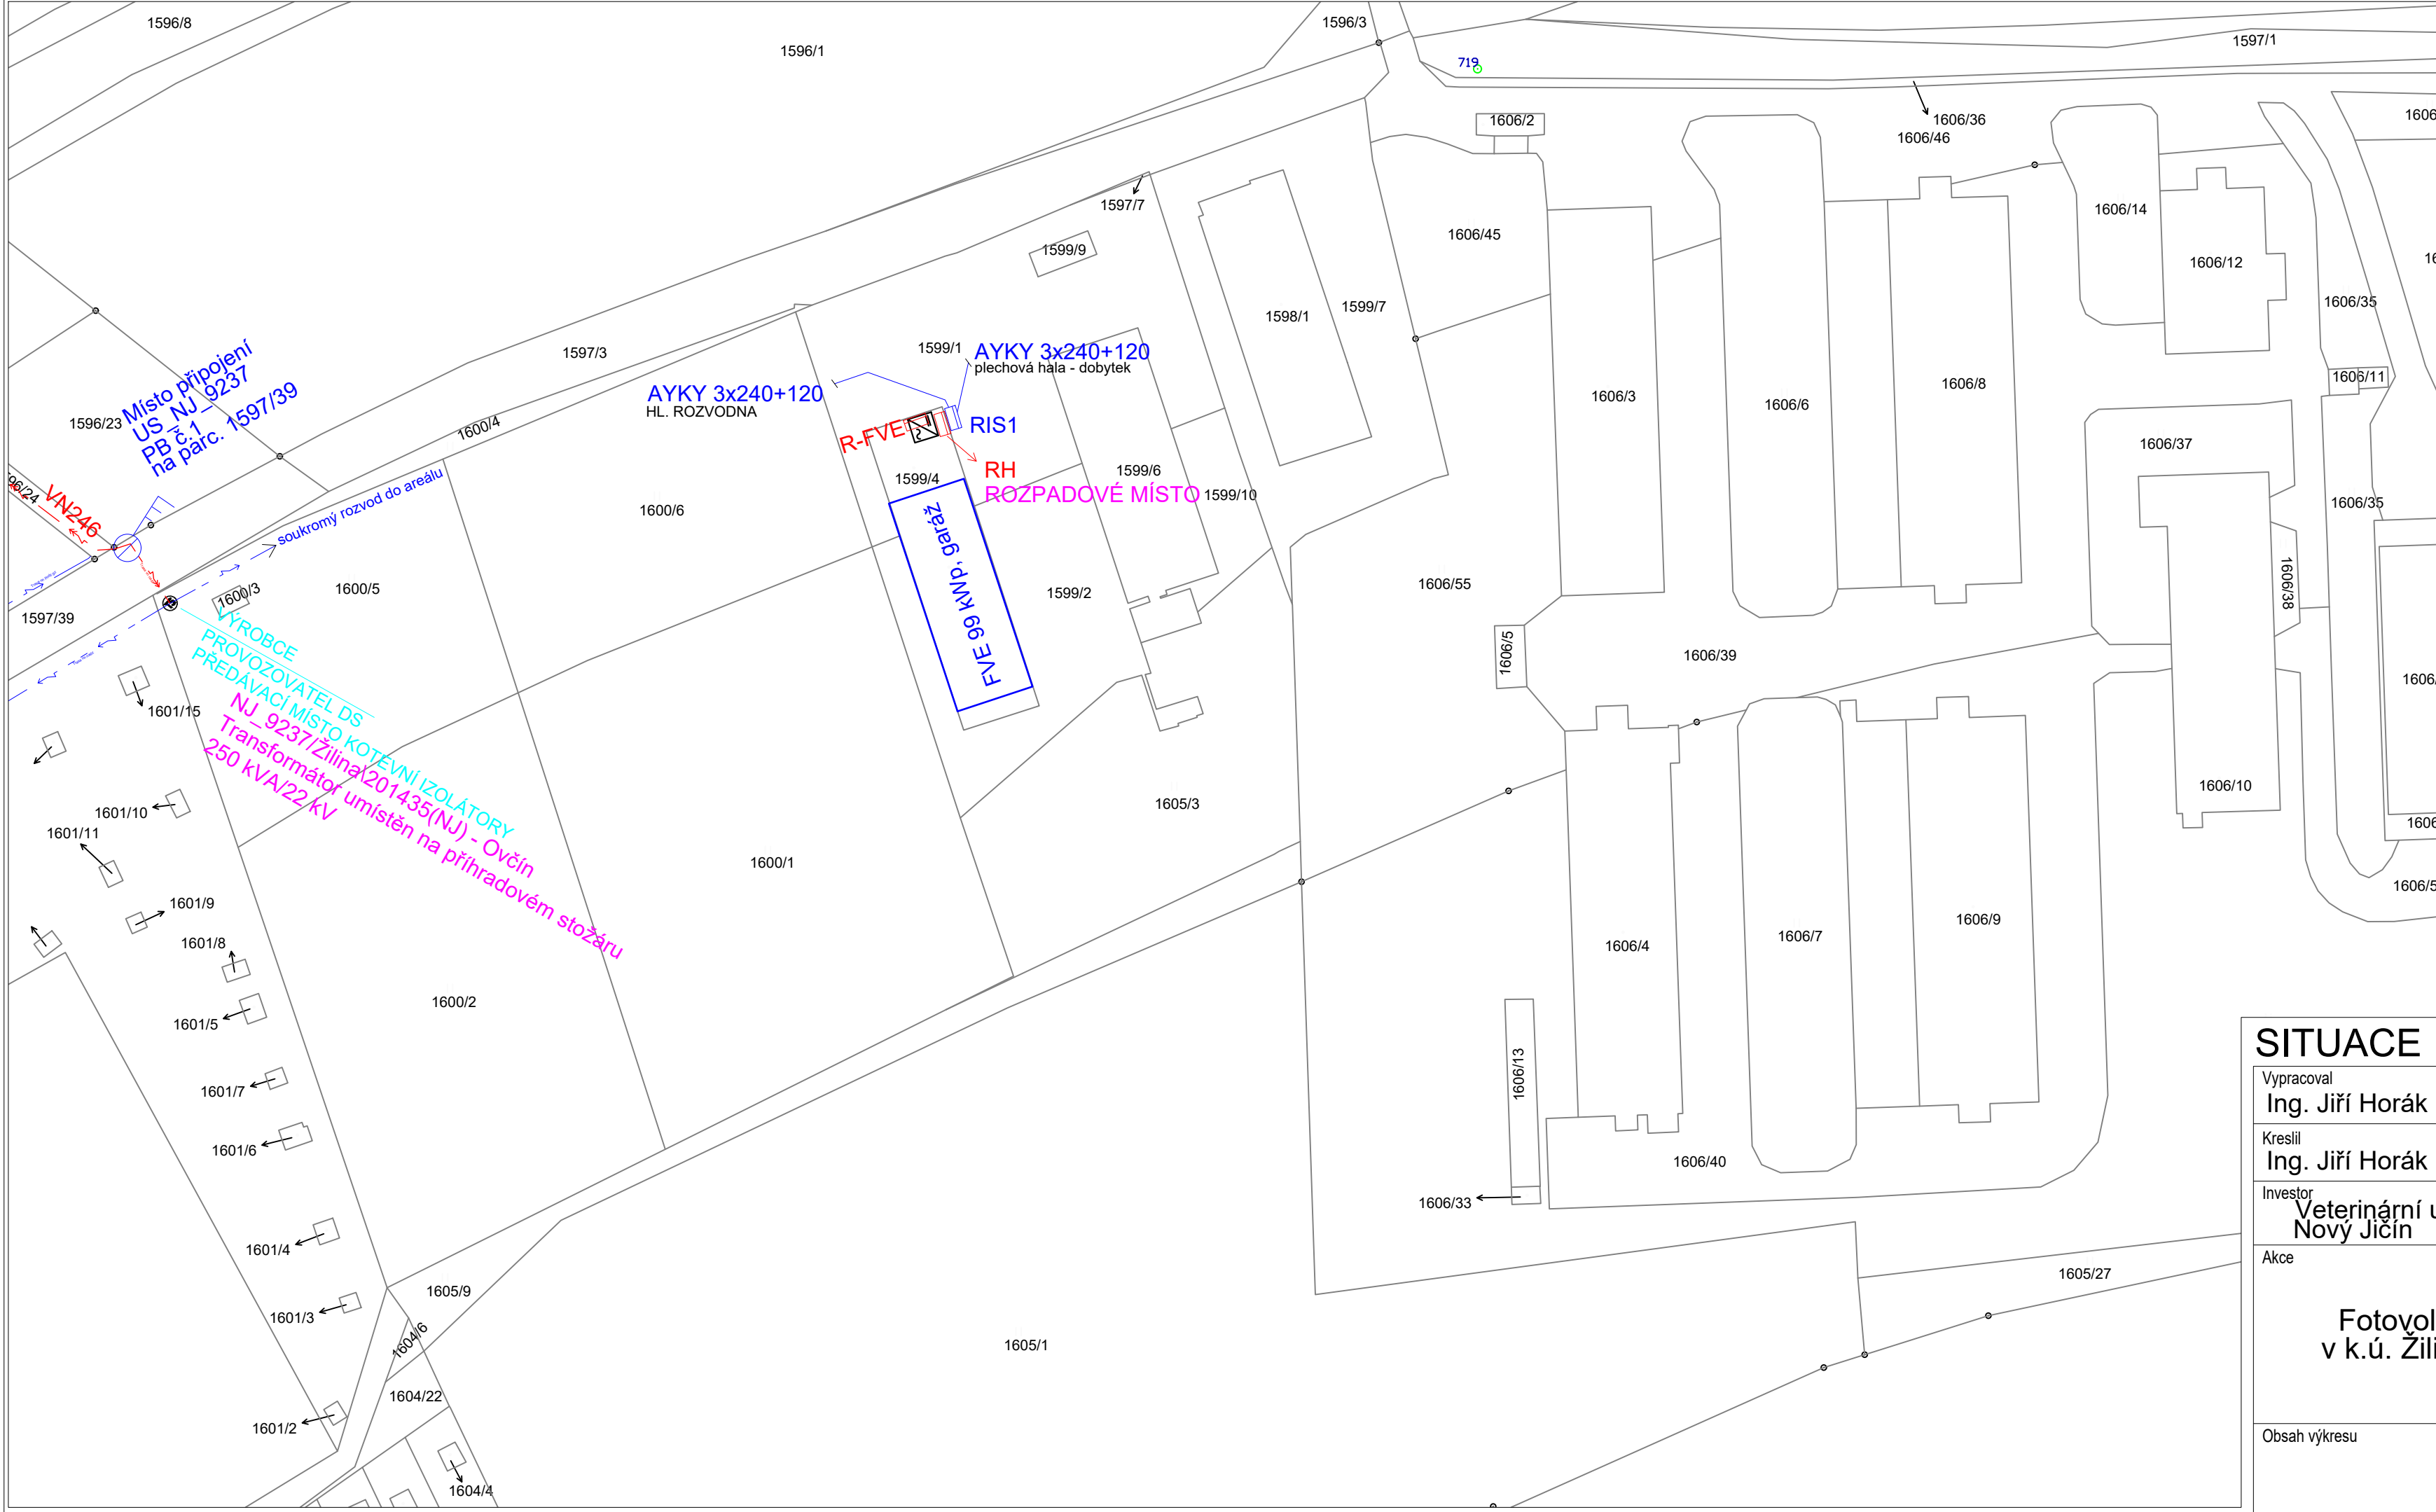 1596/8
1596/1
1596/3
1597/1
719
1606/2
1606/36
1606/46
1597/7
1606/14
1606/45
1599/9
1606/12
1606/35
1598/1
1599/7
1597/3
1599/1
AYKY 3x240+120
plechová hala - dobytek
AYKY 3x240+120
HL. ROZVODNA
1606/3
1606/6
1606/8
1606/11
Místo připojení
US_NJ_9237
PB č.1
na parc. 1597/39
1596/23
1600/4
R-FVE
RIS1
RH
ROZPADOVÉ MÍSTO
1599/4
1599/6
1599/10
1606/37
1606/35
VN246
soukromý rozvod do areálu
1600/6
FVE 99 kWp, garáž
1600/3
1600/5
1599/2
1606/55
1606/38
1597/39
1606/5
1606/39
VÝROBCE
PROVOZOVATEL DS
PŘEDÁVACÍ MÍSTO KOTEVNÍ IZOLÁTORY
NJ_9237/Žilina\201435(NJ) - Ovčín
Transformátor umístěn na příhradovém stožáru
250 kVA/22 kV
1601/15
1601/10
1601/11
1605/3
1606/10
1600/1
1601/9
1601/8
1606/4
1606/7
1606/9
1600/2
1601/5
1601/7
1606/13
1601/6
1606/40
1606/33
1601/4
1605/9
1601/3
1604/6
1605/27
1605/1
1604/22
1601/2
1604/4
SITUACE
Vypracoval
Ing. Jiří Horák
Kreslil
Ing. Jiří Horák
Investor
Veterinární
Nový Jičín
Akce
Fotovol
v k.ú. Žili
Obsah výkresu